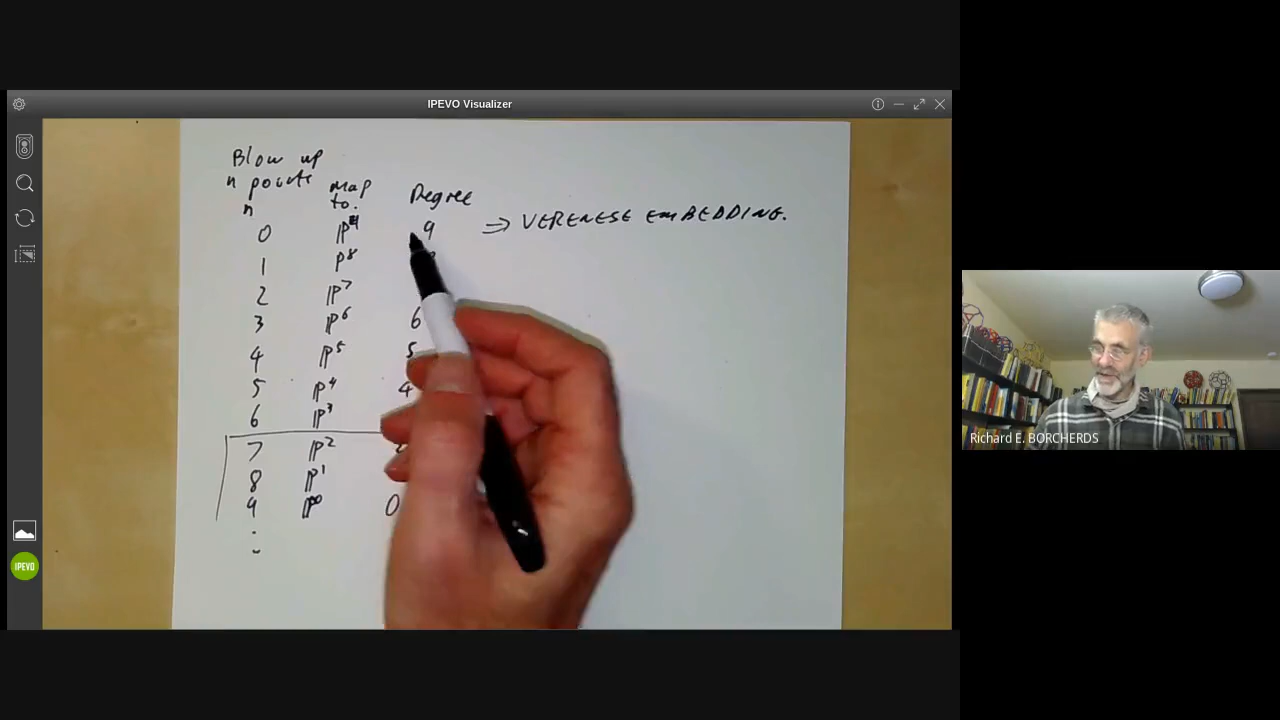 IPEVO Visualizer
Blow up
n points map Degree
n to.
0 P9 9 ⇒ VERENESE EMBEDDING.
1 P8
2 P7
3 P6 6
4 P5 5
5 P4 4
6 P3
7 P2
8 P1
9 P0 0
IPEVO
Richard E. BORCHERDS